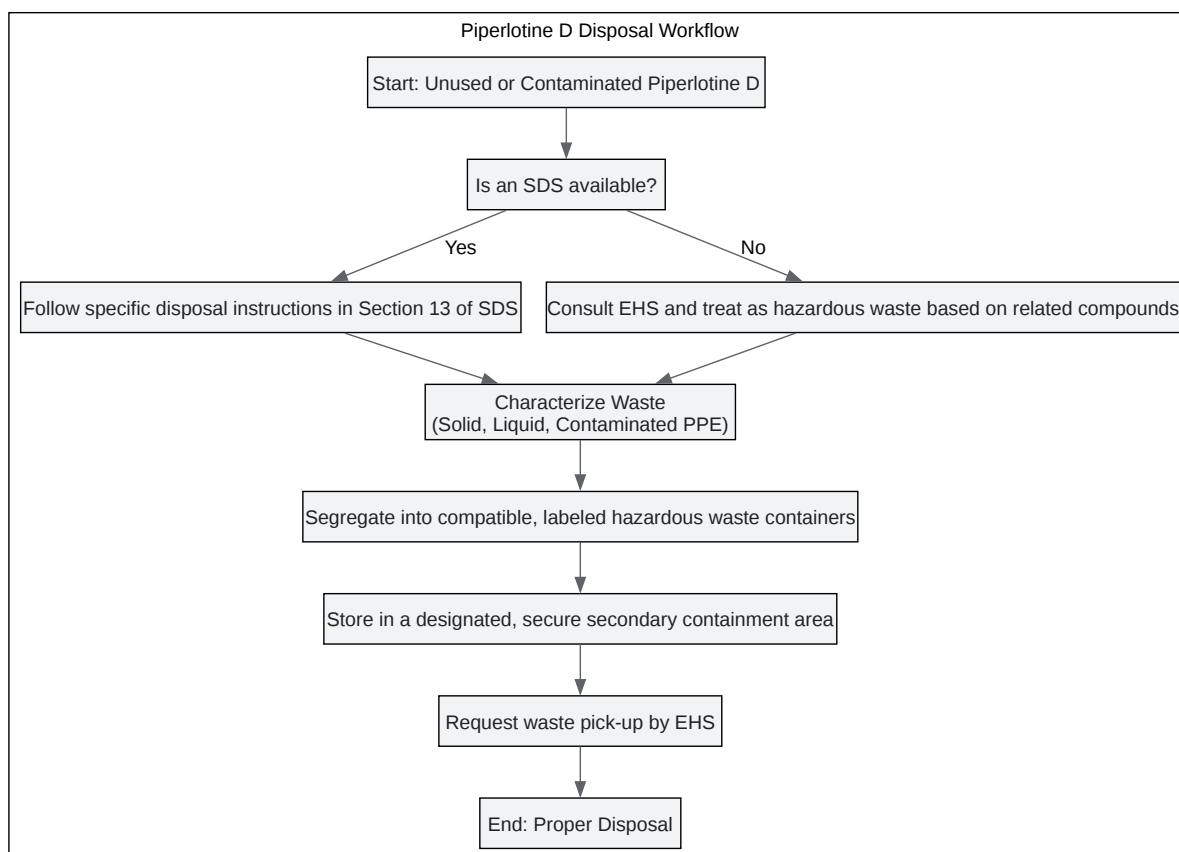 Piperlotine D Disposal Workflow
Start: Unused or Contaminated Piperlotine D
Is an SDS available?
Yes
No
Follow specific disposal instructions in Section 13 of SDS
Consult EHS and treat as hazardous waste based on related compounds
Characterize Waste
(Solid, Liquid, Contaminated PPE)
Segregate into compatible, labeled hazardous waste containers
Store in a designated, secure secondary containment area
Request waste pick-up by EHS
End: Proper Disposal